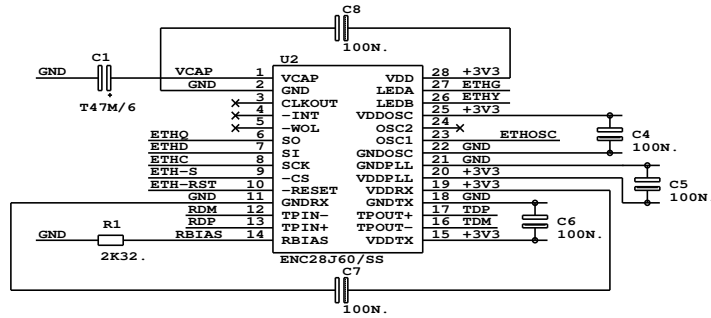 C8
100N.
C1
GND
T47M/6
U2
VCAP 1 VCAP VDD 28 +3V3
GND 2 GND LEDA 27 ETHG
3 CLKOUT LEDB 26 ETHY
4 -INT VDDOSC 25 +3V3
5 -WOL OSC2 24
ETHQ 6 SO OSC1 23 ETHOSC
ETHD 7 SI GNDOSC 22 GND
ETHC 8 SCK GNDPLL 21 GND
ETH-S 9 -CS VDDPLL 20 +3V3
ETH-RST 10 -RESET VDDRX 19 +3V3
GND 11 GNDRX GNDTX 18 GND
RDM 12 TPIN- TPOUT+ 17 TDP
RDP 13 TPIN+ TPOUT- 16 TDM
RBIAS 14 RBIAS VDDTX 15 +3V3
ENC28J60/SS
C4
100N.
C5
100N.
C6
100N.
GND
R1
2K32.
C7
100N.